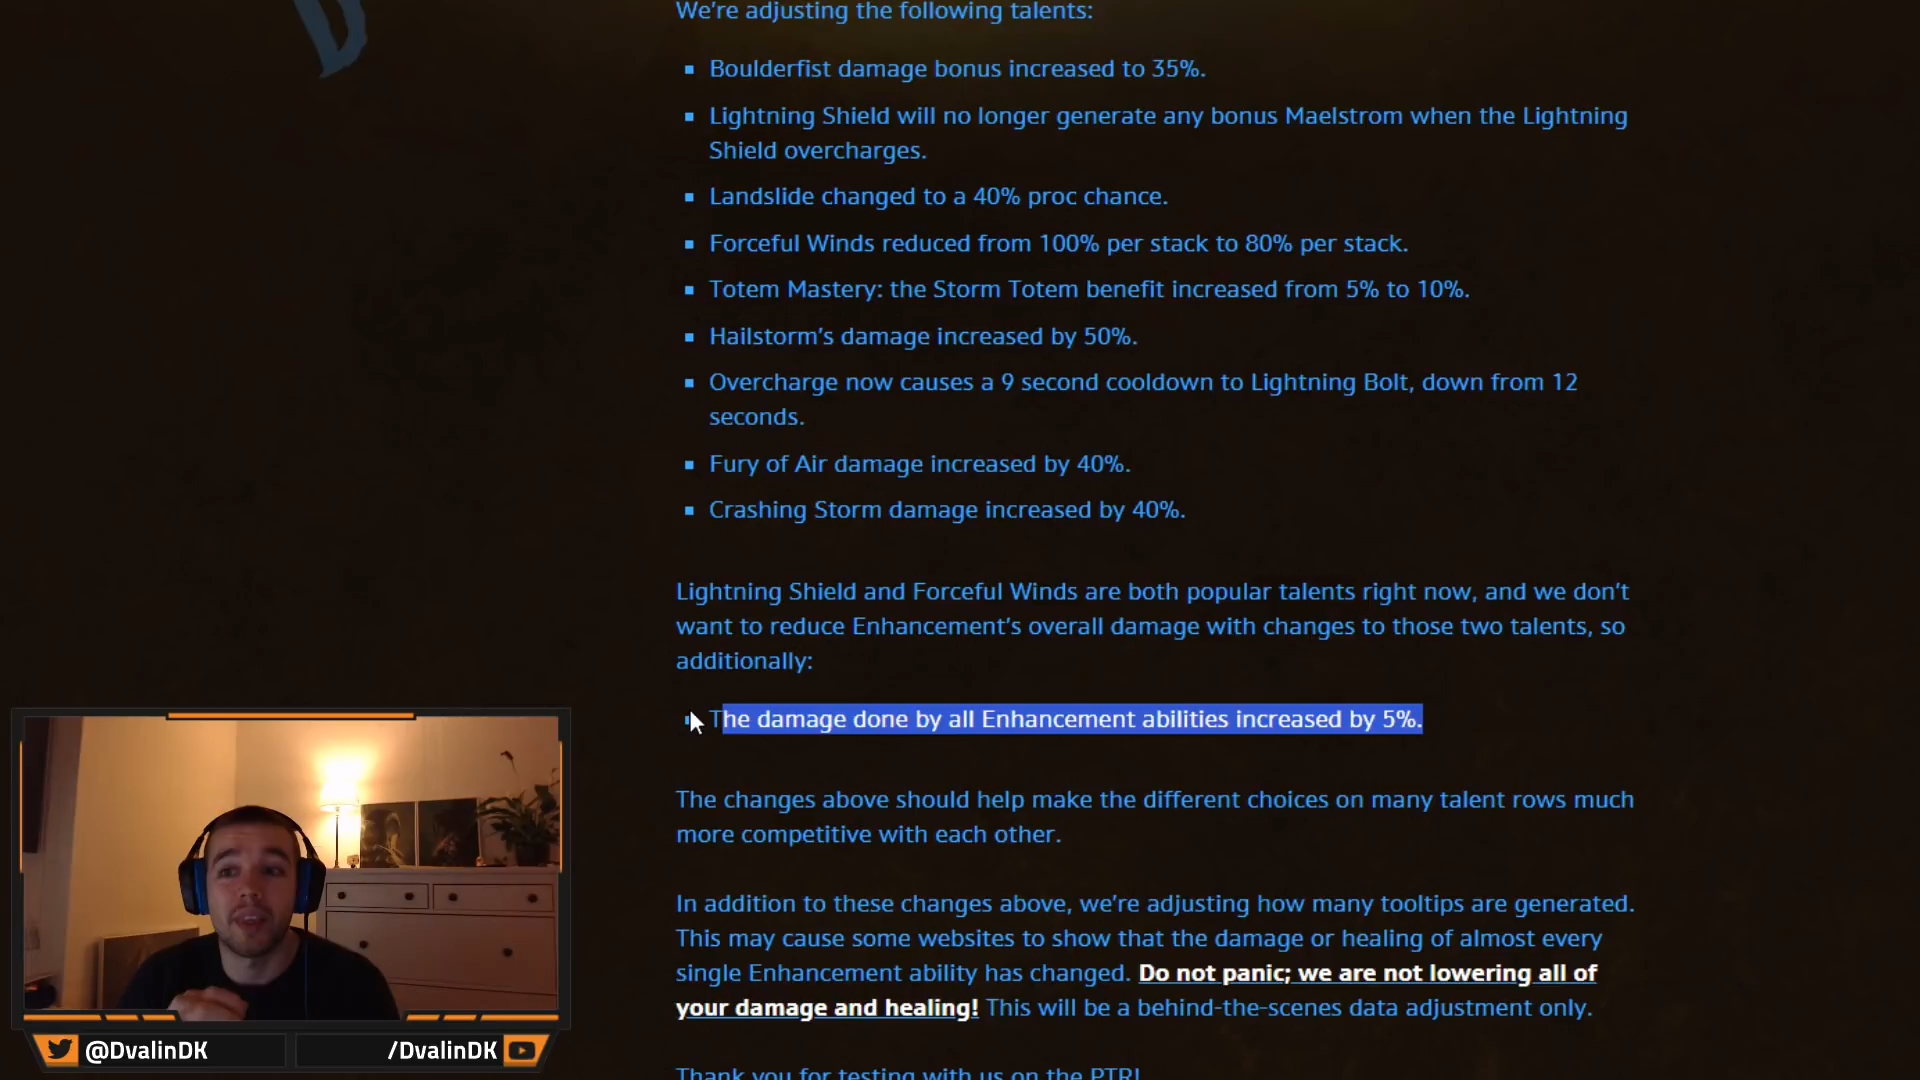 We're adjusting the following talents:
Boulderfist damage bonus increased to 35%.
Lightning Shield will no longer generate any bonus Maelstrom when the Lightning
Shield overcharges.
Landslide changed to a 40% proc chance.
Forceful Winds reduced from 100% per stack to 80% per stack.
Totem Mastery: the Storm Totem benefit increased from 5% to 10%.
Hailstorm's damage increased by 50%.
Overcharge now causes a 9 second cooldown to Lightning Bolt, down from 12
seconds.
Fury of Air damage increased by 40%.
Crashing Storm damage increased by 40%.
Lightning Shield and Forceful Winds are both popular talents right now, and we don't
want to reduce Enhancement's overall damage with changes to those two talents, so
additionally:
The damage done by all Enhancement abilities increased by 5%.
The changes above should help make the different choices on many talent rows much
more competitive with each other.
In addition to these changes above, we're adjusting how many tooltips are generated.
This may cause some websites to show that the damage or healing of almost every
single Enhancement ability has changed. Do not panic; we are not lowering all of
your damage and healing! This will be a behind-the-scenes data adjustment only.
Thank you for testing with us on the PTR!
@DvalinDK
/DvalinDK